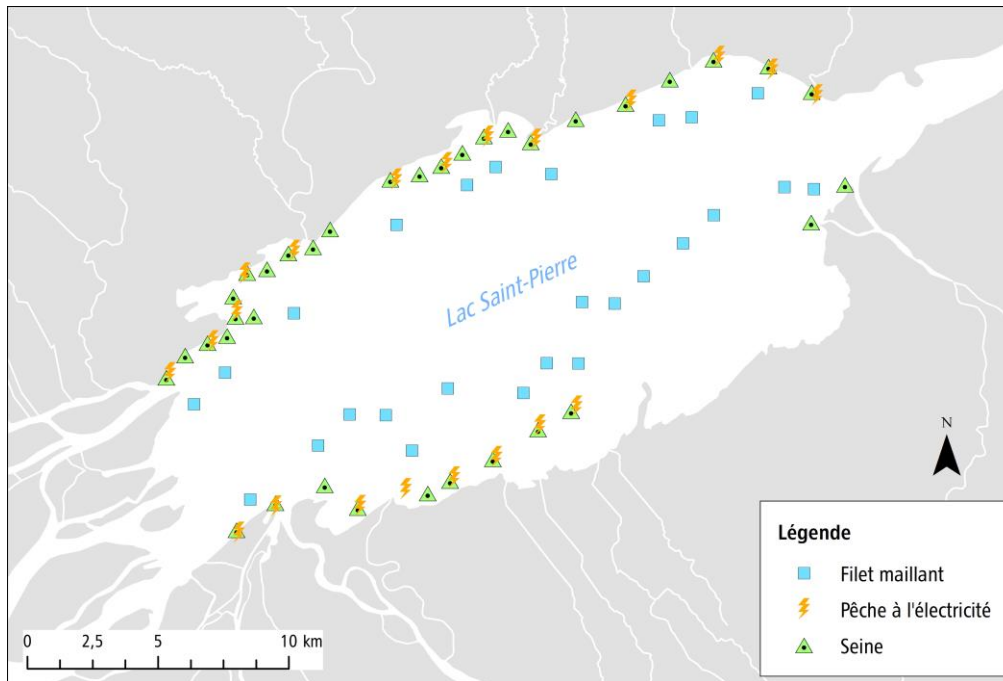 Lac Saint-Pierre
N
Légende
Filet maillant
Pêche à l'électricité
Seine
0 2,5 5 10 km